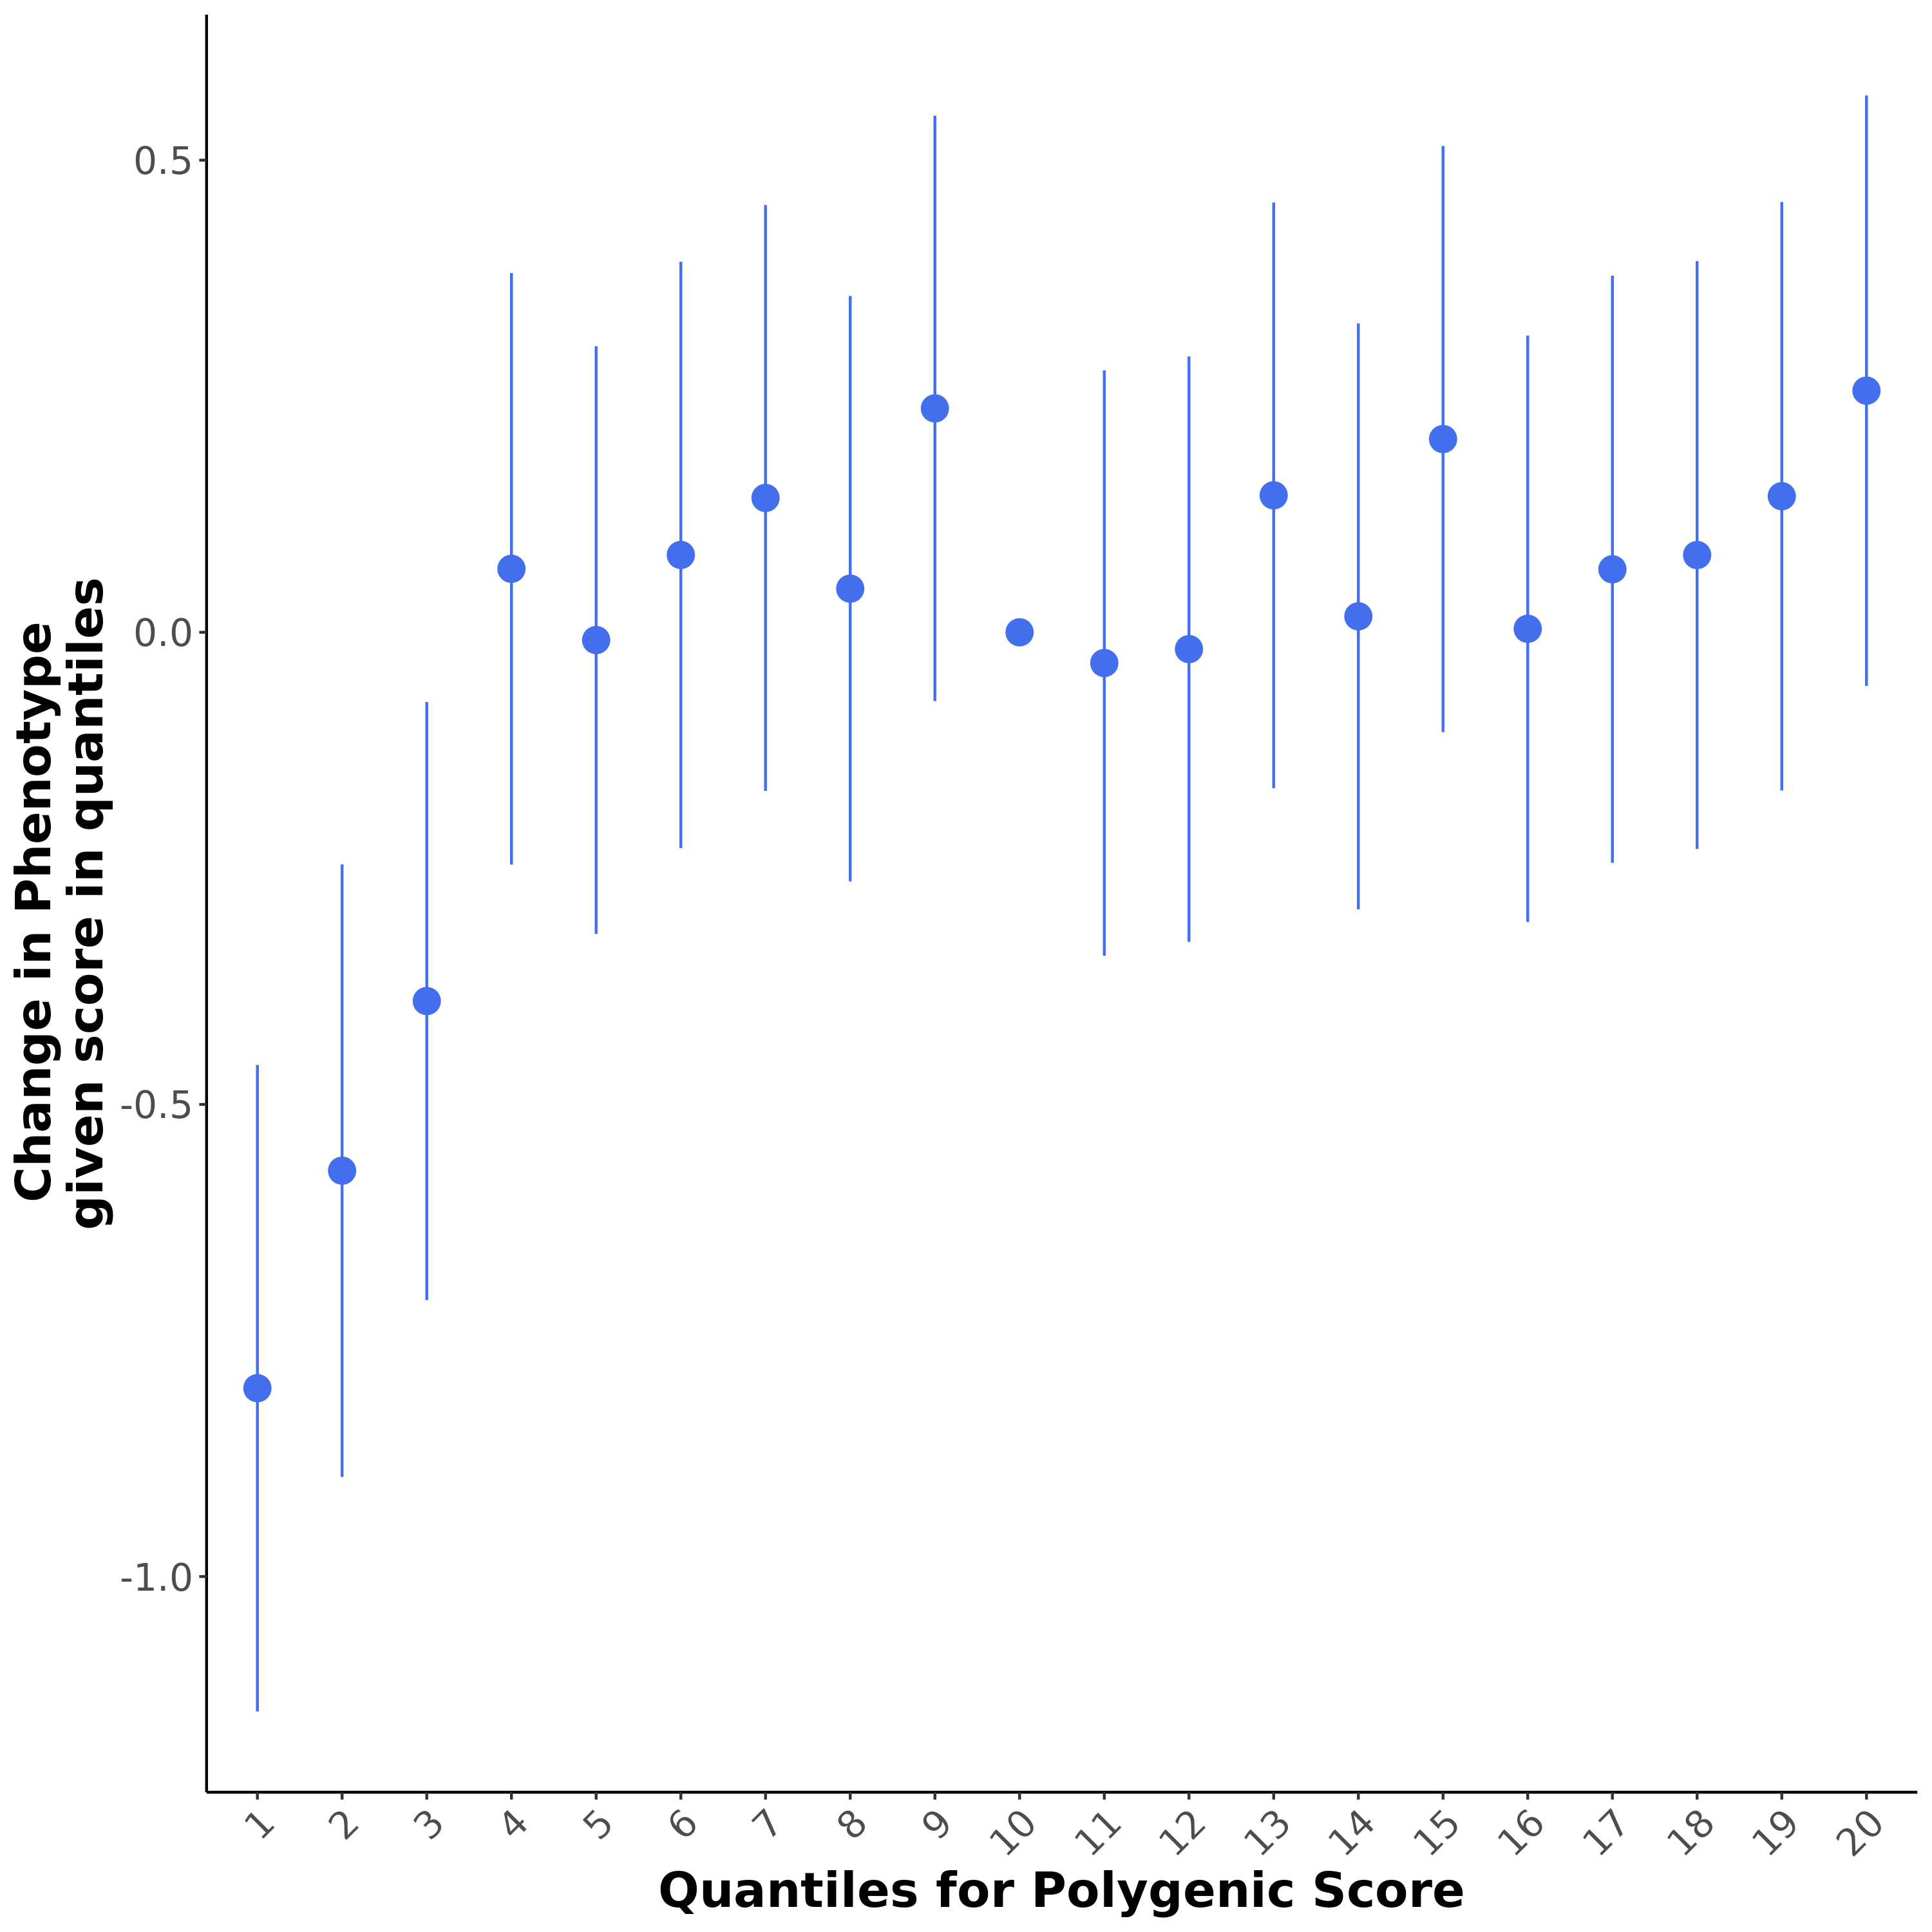 Change in Phenotype
given score in quantiles
0.5
0.0
-0.5
-1.0
1 2 3 4 5 6 7 8 9 10 11 12 13 14 15 16 17 18 19 20
Quantiles for Polygenic Score